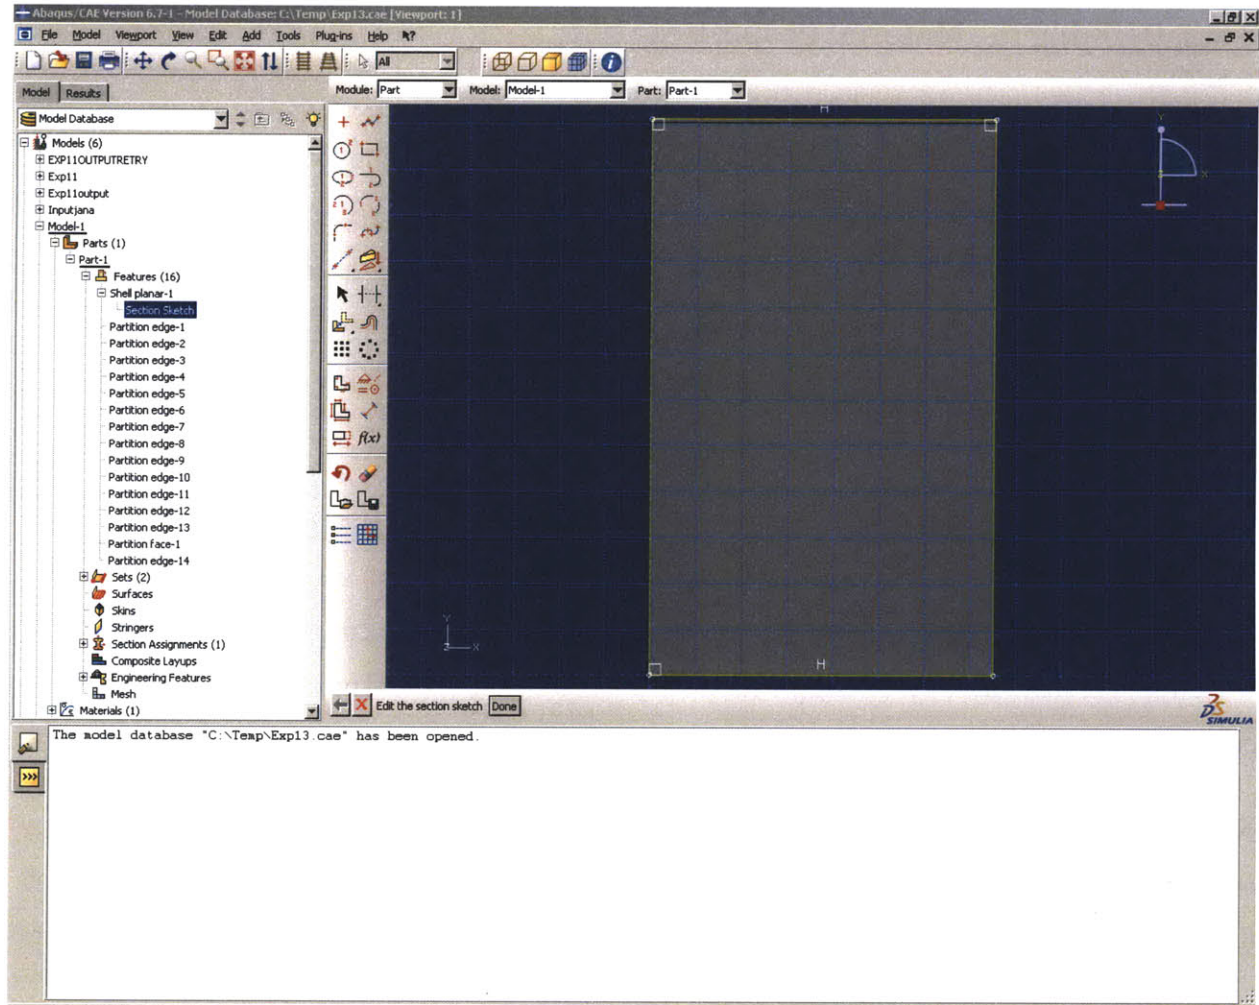 Abaqus/CAE Version 6.7-1 - Model Database: C:\Temp\Exp13.cae [Viewport: 1]
File Model Viewport View Edit Add Tools Plug-ins Help
All
Model Results
Module: Part Model: Model-1 Part: Part-1
Model Database
Models (6)
EXP11OUTPUTRETRY
Exp11
Exp11output
Inputjana
Model-1
Parts (1)
Part-1
Features (16)
Shell planar-1
Section Sketch
Partition edge-1
Partition edge-2
Partition edge-3
Partition edge-4
Partition edge-5
Partition edge-6
Partition edge-7
Partition edge-8
Partition edge-9
Partition edge-10
Partition edge-11
Partition edge-12
Partition edge-13
Partition face-1
Partition edge-14
Sets (2)
Surfaces
Skins
Stringers
Section Assignments (1)
Composite Layups
Engineering Features
Mesh
Materials (1)
f(x)
H
Y
X
Y
Z X
H
Edit the section sketch Done
SIMULIA
The model database "C:\Temp\Exp13.cae" has been opened.
>>>